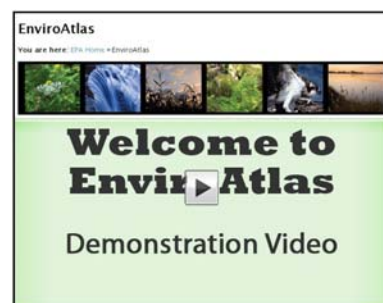 EnviroAtlas
You are here: EPA Home » EnviroAtlas
Welcome to
EnviroAtlas
Demonstration Video